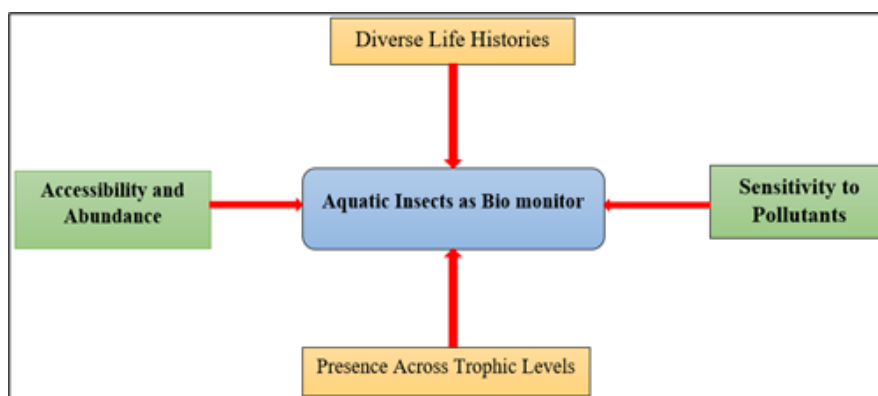 Diverse Life Histories
Accessibility and
Abundance
Aquatic Insects as Bio monitor
Sensitivity to
Pollutants
Presence Across Trophic Levels